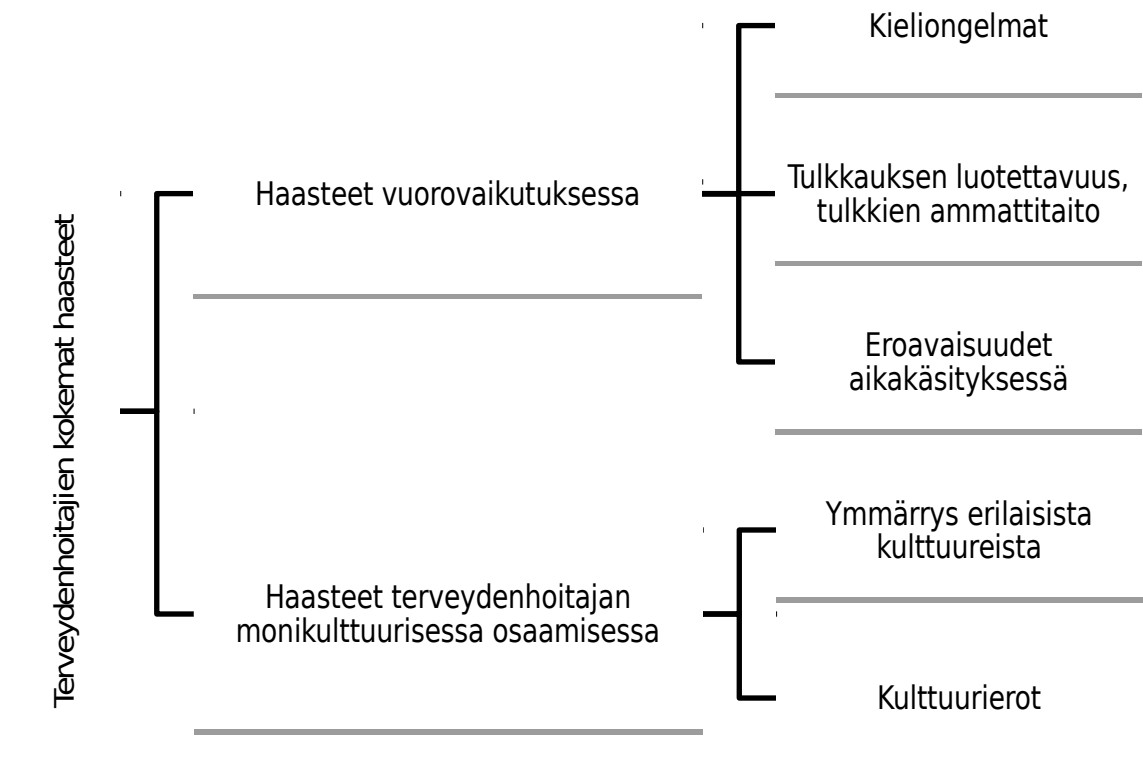 Terveydenhoitajien kokemat haasteet
Haasteet vuorovaikutuksessa
Kieliongelmat
Tulkkauksen luotettavuus,
tulkkien ammattitaito
Eroavaisuudet
aikakäsityksessä
Haasteet terveydenhoitajan
monikulttuurisessa osaamisessa
Ymmärrys erilaisista
kulttuureista
Kulttuurierot